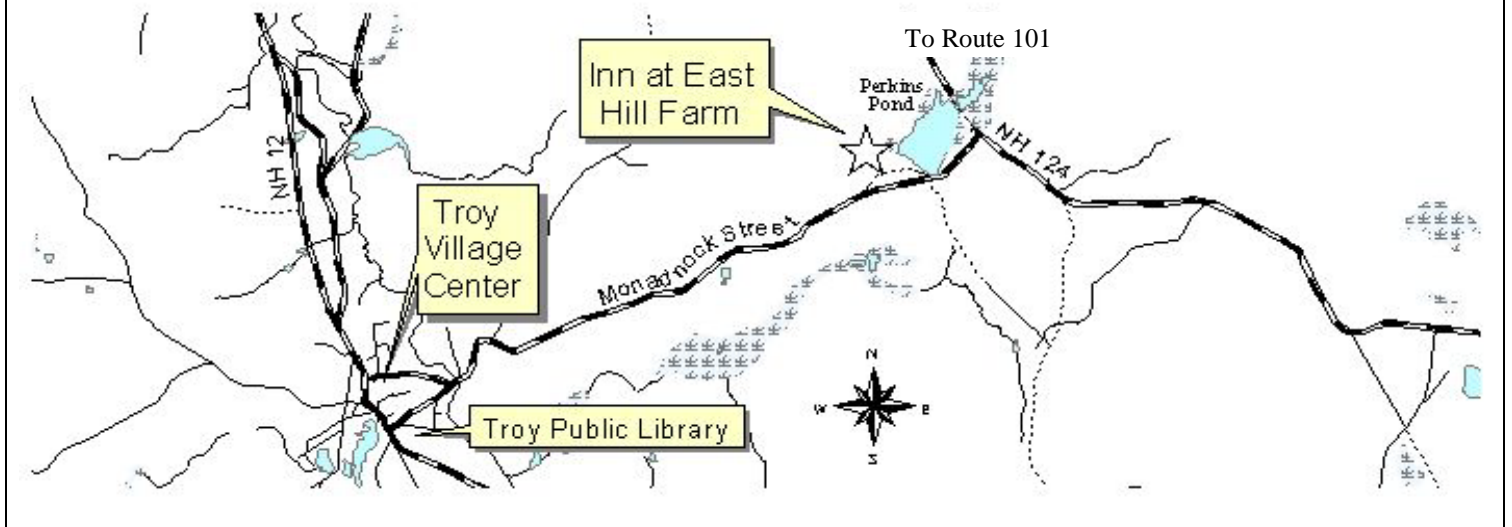 To Route 101
Inn at East
Hill Farm
Perkins
Pond
NH 12
NH 124
Troy
Village
Center
Monadnock Street
N
W
E
S
Troy Public Library